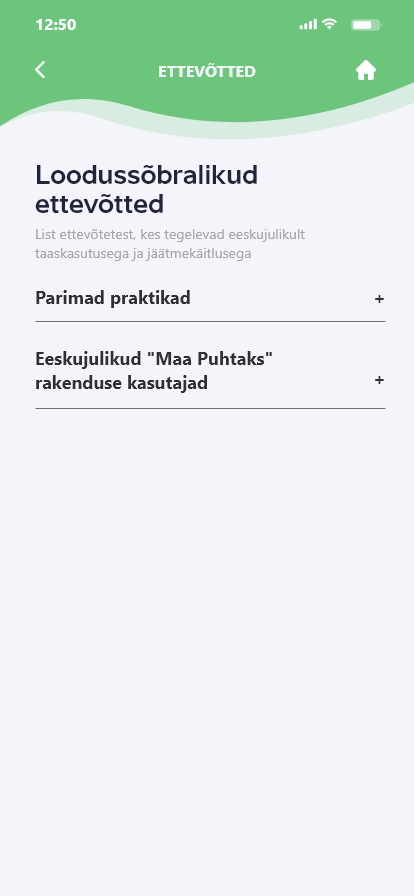 12:50
ETTEVÕTTED
Loodussõbralikud
ettevõtted
List ettevõtetest, kes tegelevad eeskujulikult
taaskasutusega ja jäätmekäitlusega
Parimad praktikad +
Eeskujulikud "Maa Puhtaks"
rakenduse kasutajad +